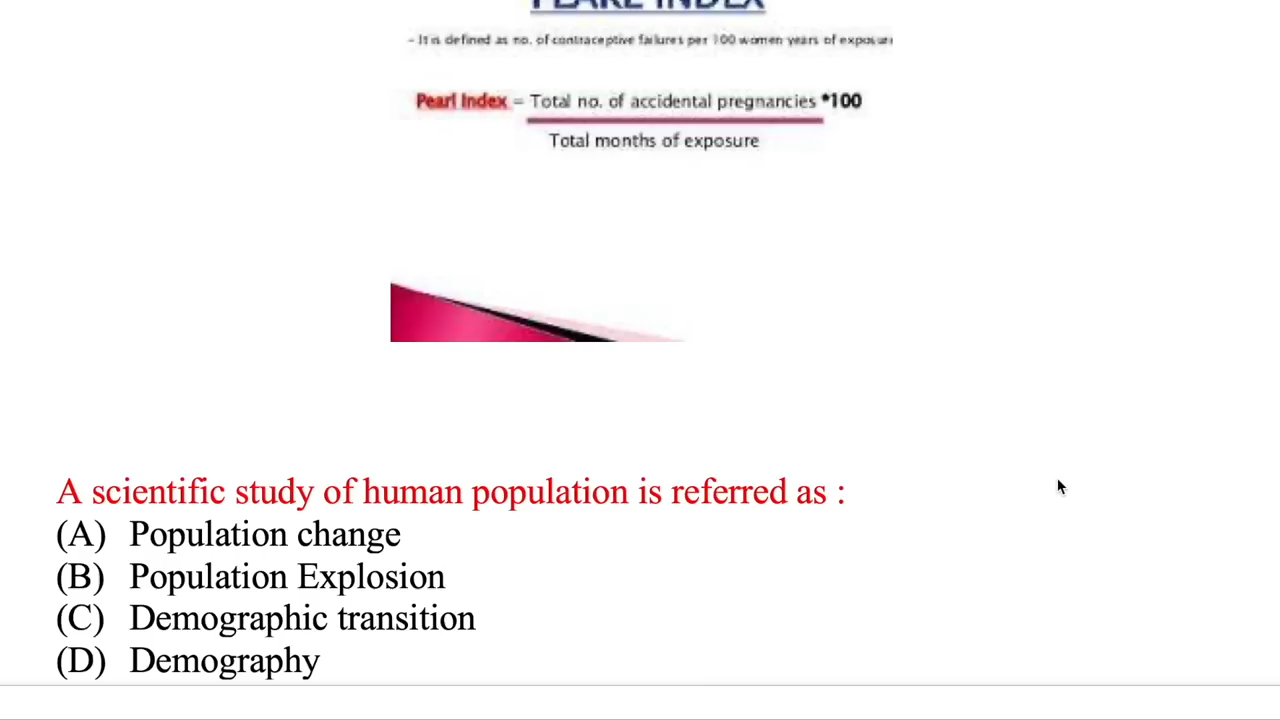 PEARL INDEX
- It is defined as no. of contraceptive failures per 100 women years of exposure
Pearl Index = Total no. of accidental pregnancies *100
Total months of exposure
A scientific study of human population is referred as :
(A) Population change
(B) Population Explosion
(C) Demographic transition
(D) Demography